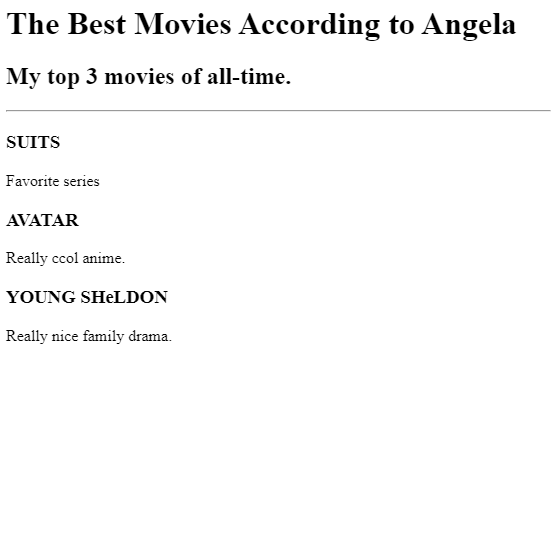 The Best Movies According to Angela
My top 3 movies of all-time.
SUITS
Favorite series
AVATAR
Really ccol anime.
YOUNG SHeLDON
Really nice family drama.